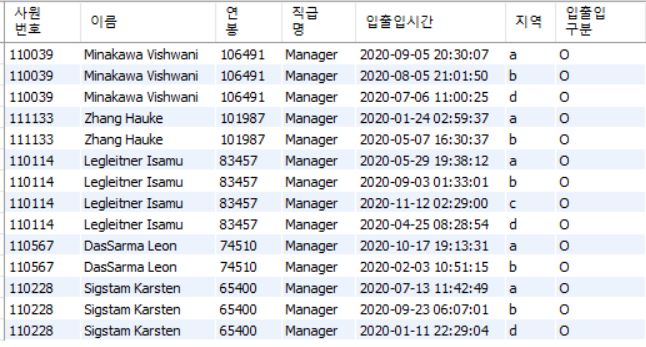 사원번호 이름 연봉 직급명 입출입시간 지역 입출입구분
110039 Minakawa Vishwani 106491 Manager 2020-09-05 20:30:07 a O
110039 Minakawa Vishwani 106491 Manager 2020-08-05 21:01:50 b O
110039 Minakawa Vishwani 106491 Manager 2020-07-06 11:00:25 d O
111133 Zhang Hauke 101987 Manager 2020-01-24 02:59:37 a O
111133 Zhang Hauke 101987 Manager 2020-05-07 16:30:37 b O
110114 Legleitner Isamu 83457 Manager 2020-05-29 19:38:12 a O
110114 Legleitner Isamu 83457 Manager 2020-09-03 01:33:01 b O
110114 Legleitner Isamu 83457 Manager 2020-11-12 02:29:00 c O
110114 Legleitner Isamu 83457 Manager 2020-04-25 08:28:54 d O
110567 DasSarma Leon 74510 Manager 2020-10-17 19:13:31 a O
110567 DasSarma Leon 74510 Manager 2020-02-03 10:51:15 b O
110228 Sigstam Karsten 65400 Manager 2020-07-13 11:42:49 a O
110228 Sigstam Karsten 65400 Manager 2020-09-23 06:07:01 b O
110228 Sigstam Karsten 65400 Manager 2020-01-11 22:29:04 d O